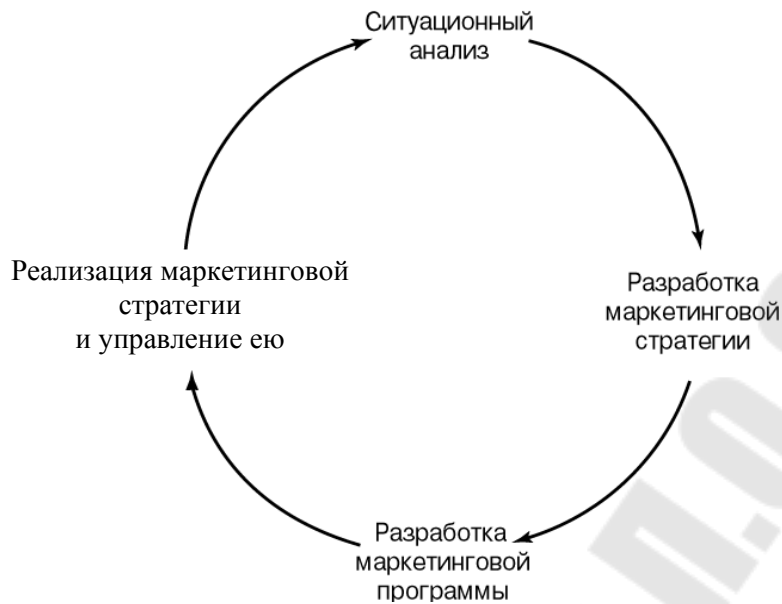 Ситуационный
анализ
Разработка
маркетинговой
стратегии
Разработка
маркетинговой
программы
Реализация маркетинговой
стратегии
и управление ею